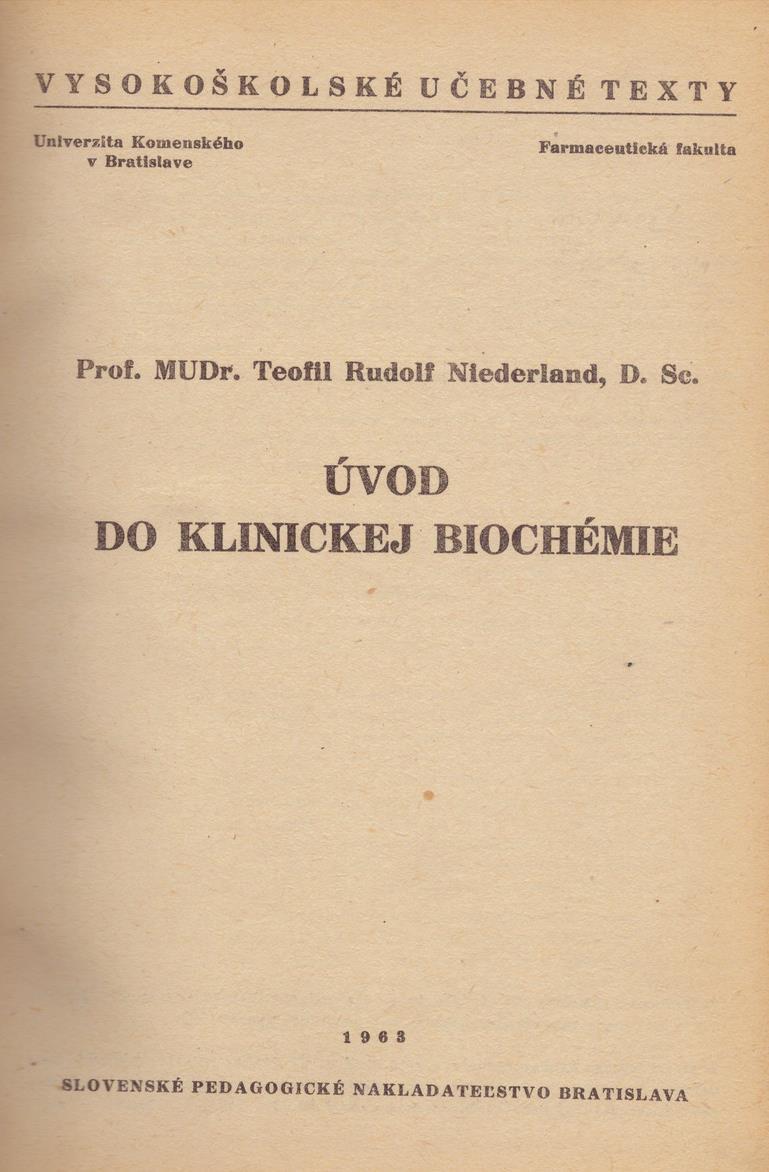 VYSOKOŠKOLSKÉ UČEBNÉ TEXTY
Univerzita Komenského
v Bratislave
Farmaceutická fakulta
Prof. MUDr. Teofil Rudolf Niederland, D. Sc.
ÚVOD
DO KLINICKEJ BIOCHÉMIE
1963
SLOVENSKÉ PEDAGOGICKÉ NAKLADATEĽSTVO BRATISLAVA